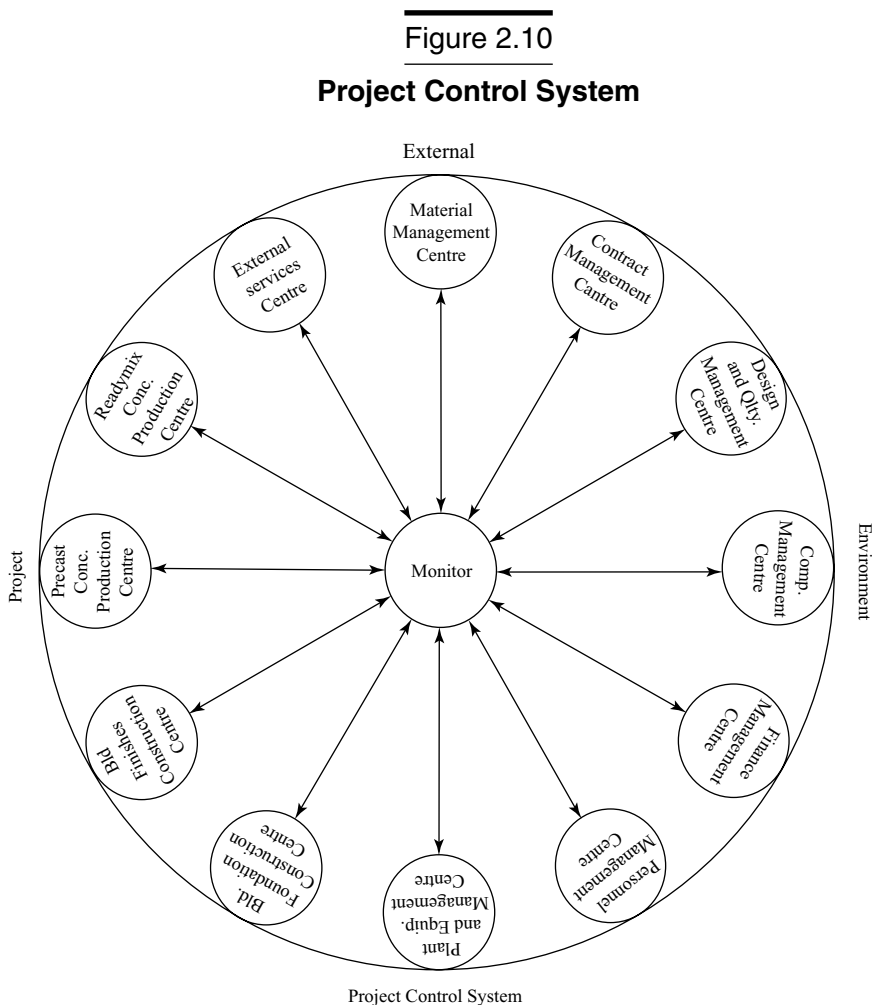 Figure 2.10
Project Control System
External
Material
Management
Centre
Contract
Management
Cantre
Design
and Qlty.
Management
Centre
Comp.
Management
Centre
Environment
Finance
Management
Centre
Personnel
Management
Centre
Plant
and Equip.
Management
Centre
Bld.
Foundation
Construction
Centre
Bld
Finishes
Construction
Centre
Project
Precast
Conc.
Production
Centre
Readymix
Conc.
Production
Centre
External
services
Centre
Monitor
Project Control System